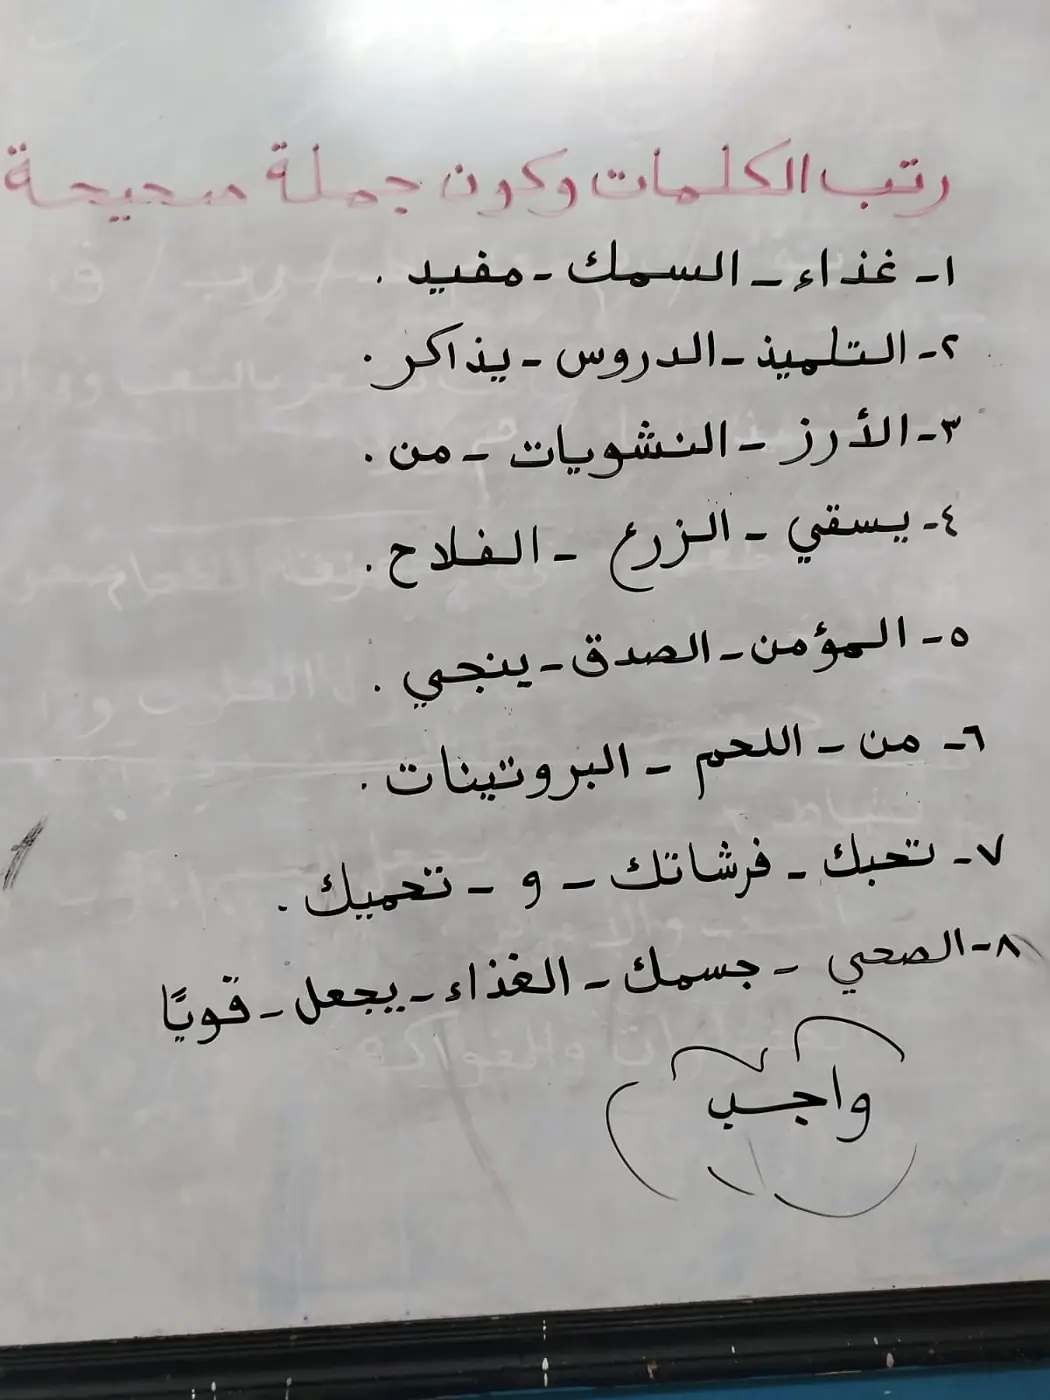 رتب الكلمات وكون جملة صحيحة
١- غذاء - السمك - مفيد .
٢- التلميذ - الدروس - يذاكر .
٣- الأرز - النشويات - من .
٤- يسقي - الزرع - الفلاح .
٥- المؤمن - الصدق - ينجي .
٦- من - اللحم - البروتينات .
٧- تحبك - فرشاتك - و - تحميك .
٨- الصحي - جسمك - الغذاء - يجعل - قويًا
واجب